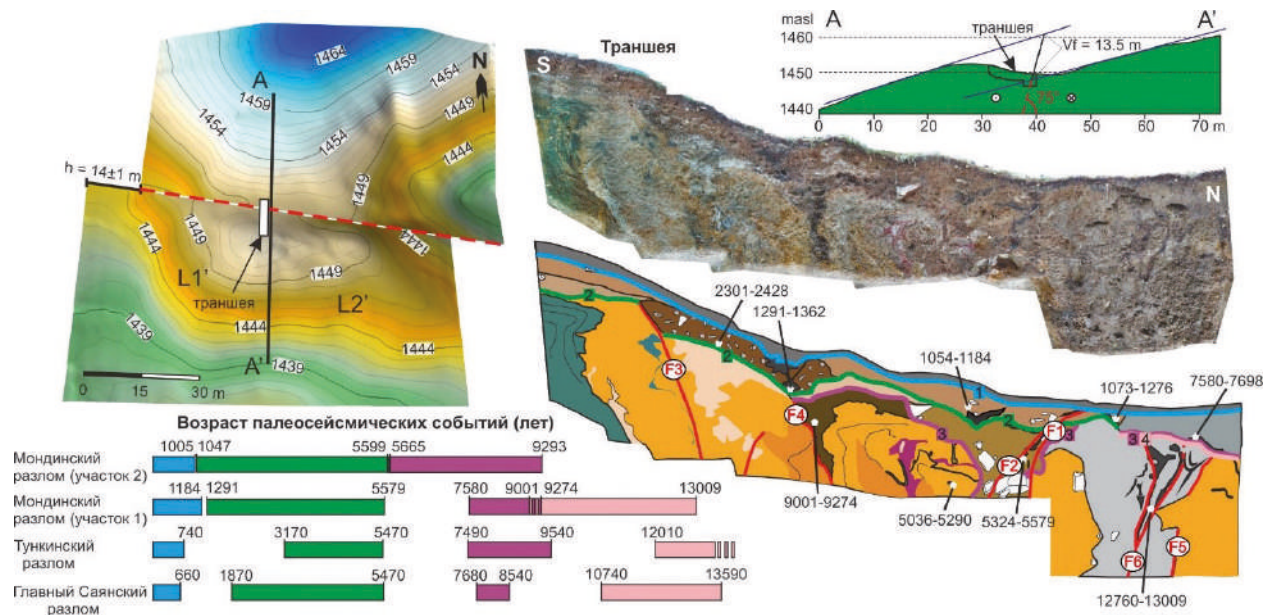 1464
1459
1454
1449
1444
N
A
1459
1454
1449
1444
h = 14±1 m
1449
1444
1444
1449
L1'
траншея
L2'
1444
1439
A'
1439
0 15 30 m
masl
A
A'
1460
1450
1440
траншея
Vf = 13.5 m
75°
0 10 20 30 40 50 60 70 m
Траншея
S
N
2301-2428
1291-1362
1054-1184
1073-1276
7580-7698
2
2
1
2
3
3
3
4
F3
F4
F1
F2
F6
F5
9001-9274
5036-5290
5324-5579
12760-13009
Возраст палеосейсмических событий (лет)
Мондинский
разлом (участок 2)
1005 1047 5599 5665 9293
Мондинский
разлом (участок 1)
1184 1291 5579 7580 9001 9274 13009
Тункинский
разлом
740 3170 5470 7490 9540 12010
Главный Саянский
разлом
660 1870 5470 7680 8540 10740 13590